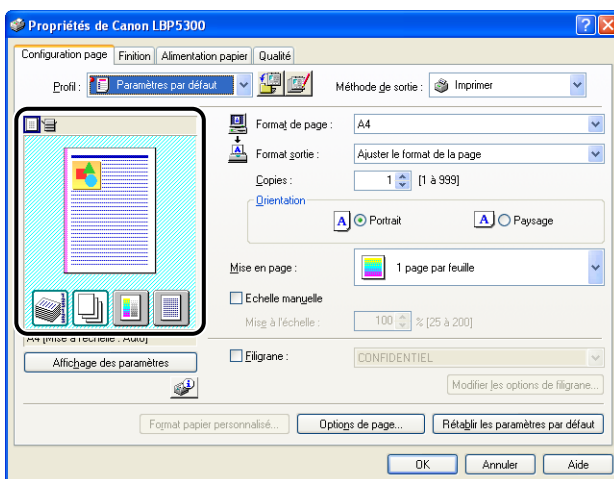 Propriétés de Canon LBP5300
Configuration page Finition Alimentation papier Qualité
Profil : Paramètres par défaut Méthode de sortie : Imprimer
Format de page : A4
Format sortie : Ajuster le format de la page
Copies : 1 [1 à 999]
Orientation
A Portrait A Paysage
Mise en page : 1 page par feuille
Echelle manuelle
Mise à l'échelle : 100 % [25 à 200]
A4 [Mise à l'échelle : Auto]
Affichage des paramètres
Filigrane : CONFIDENTIEL
Modifier les options de filigrane...
Format papier personnalisé... Options de page... Rétablir les paramètres par défaut
OK Annuler Aide